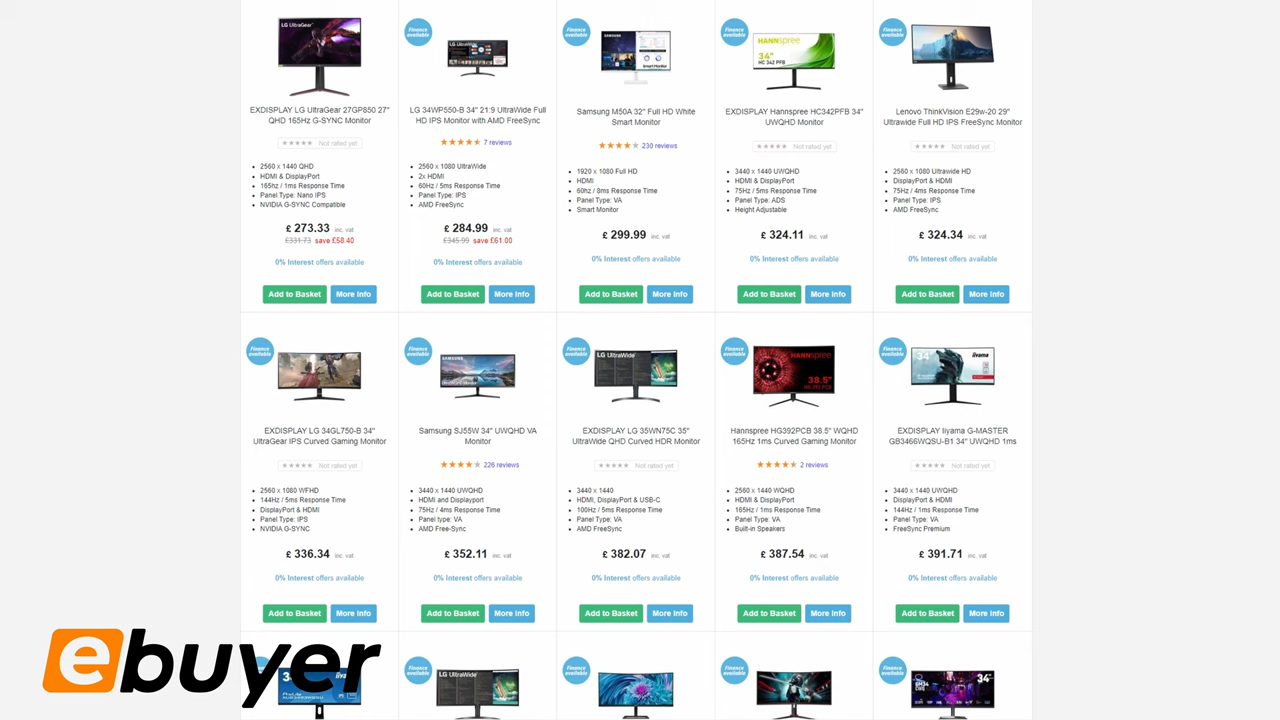 LG UltraGear
EXDISPLAY LG UltraGear 27GP850 27"
QHD 165Hz G-SYNC Monitor
Not rated yet
2560 x 1440 QHD
HDMI & DisplayPort
165hz / 1ms Response Time
Panel Type: Nano IPS
NVIDIA G-SYNC Compatible
£ 273.33 inc. vat
£331.73 save £58.40
0% Interest offers available
Add to Basket More Info
Finance
available
LG UltraWide
LG 34WP550-B 34" 21:9 UltraWide Full
HD IPS Monitor with AMD FreeSync
7 reviews
2560 x 1080 UltraWide
2x HDMI
60Hz / 5ms Response Time
Panel Type: IPS
AMD FreeSync
£ 284.99 inc. vat
£345.99 save £61.00
0% Interest offers available
Add to Basket More Info
Finance
available
SAMSUNG
Smart Monitor
Samsung M50A 32" Full HD White
Smart Monitor
230 reviews
1920 x 1080 Full HD
HDMI
60hz / 8ms Response Time
Panel Type: VA
Smart Monitor
£ 299.99 inc. vat
0% Interest offers available
Add to Basket More Info
Finance
available
HANNspree
34"
HC 342 PFB
EXDISPLAY Hannspree HC342PFB 34"
UWQHD Monitor
Not rated yet
3440 x 1440 UWQHD
HDMI & DisplayPort
75Hz / 5ms Response Time
Panel Type: ADS
Height Adjustable
£ 324.11 inc. vat
0% Interest offers available
Add to Basket More Info
Finance
available
Lenovo ThinkVision E29w-20 29"
Ultrawide Full HD IPS FreeSync Monitor
Not rated yet
2560 x 1080 Ultrawide HD
DisplayPort & HDMI
75Hz / 4ms Response Time
Panel Type: IPS
AMD FreeSync
£ 324.34 inc. vat
0% Interest offers available
Add to Basket More Info
Finance
available
EXDISPLAY LG 34GL750-B 34"
UltraGear IPS Curved Gaming Monitor
Not rated yet
2560 x 1080 WFHD
144Hz / 5ms Response Time
DisplayPort & HDMI
Panel Type: IPS
NVIDIA G-SYNC
£ 336.34 inc. vat
0% Interest offers available
Add to Basket More Info
Finance
available
SAMSUNG
Samsung SJ55W 34" UWQHD VA
Monitor
226 reviews
3440 x 1440 UWQHD
HDMI and Displayport
75Hz / 4ms Response Time
Panel type: VA
AMD Free-Sync
£ 352.11 inc. vat
0% Interest offers available
Add to Basket More Info
Finance
available
LG UltraWide
EXDISPLAY LG 35WN75C 35"
UltraWide QHD Curved HDR Monitor
Not rated yet
3440 x 1440
HDMI, DisplayPort & USB-C
100Hz / 5ms Response Time
Panel Type: VA
AMD FreeSync
£ 382.07 inc. vat
0% Interest offers available
Add to Basket More Info
Finance
available
HANNspree
38.5"
Hannspree HG392PCB 38.5" WQHD
165Hz 1ms Curved Gaming Monitor
2 reviews
2560 x 1440 WQHD
HDMI & DisplayPort
165Hz / 1ms Response Time
Panel Type: VA
Built-in Speakers
£ 387.54 inc. vat
0% Interest offers available
Add to Basket More Info
Finance
available
34"
iiyama
EXDISPLAY Iiyama G-MASTER
GB3466WQSU-B1 34" UWQHD 1ms
Not rated yet
3440 x 1440 UWQHD
DisplayPort & HDMI
144Hz / 1ms Response Time
Panel Type: VA
FreeSync Premium
£ 391.71 inc. vat
0% Interest offers available
Add to Basket More Info
ebuyer
Finance
available
LG UltraWide
Finance
available
Finance
available
Finance
available
34"